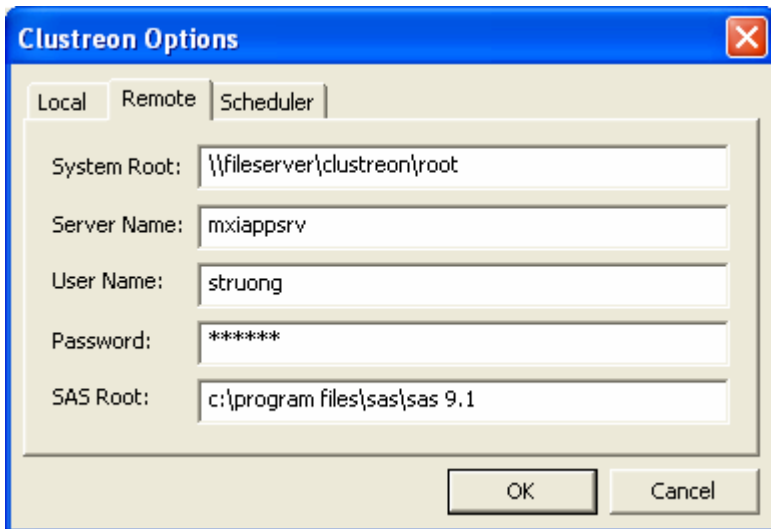 Clustreon Options
Local Remote Scheduler
System Root: \\fileserver\clustreon\root
Server Name: mxiappsrv
User Name: struong
Password: ******
SAS Root: c:\program files\sas\sas 9.1
OK Cancel